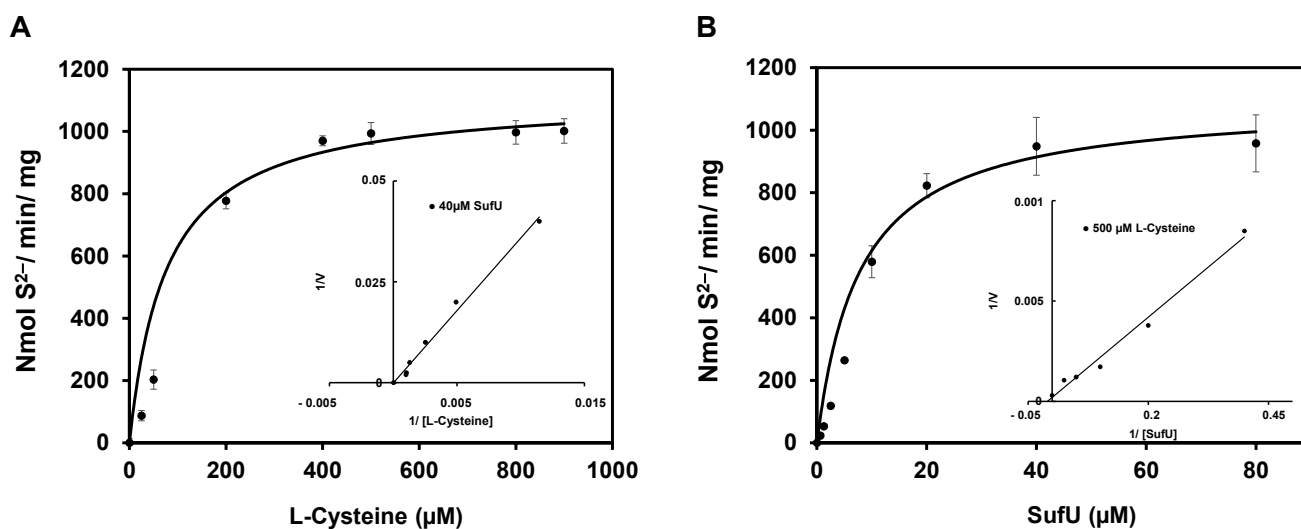 A
1200
1000
800
600
400
200
0
Nmol S²⁻/ min/ mg
0 200 400 600 800 1000
L-Cysteine (µM)
0.05
0.025
0
1/V
● 40µM SufU
- 0.005 0.005 0.015
1/ [L-Cysteine]
B
1200
1000
800
600
400
200
0
Nmol S²⁻/ min/ mg
0 20 40 60 80
SufU (µM)
0.001
0.005
0
1/V
● 500 µM L-Cysteine
- 0.05 0.2 0.45
1/ [SufU]